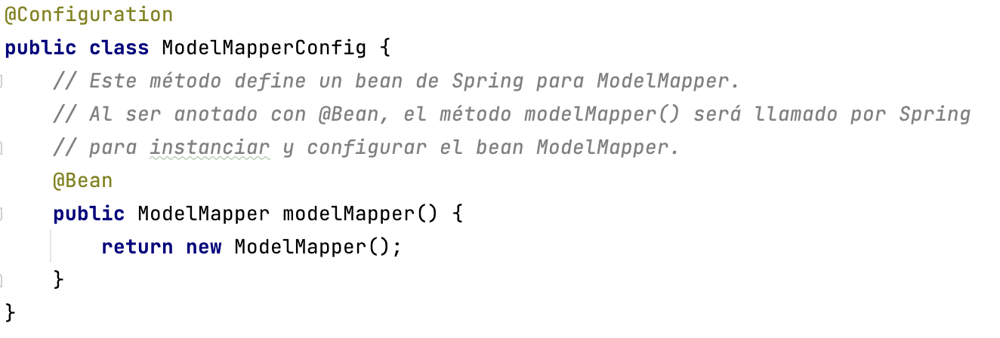 @Configuration
public class ModelMapperConfig {
// Este método define un bean de Spring para ModelMapper.
// Al ser anotado con @Bean, el método modelMapper() será llamado por Spring
// para instanciar y configurar el bean ModelMapper.
@Bean
public ModelMapper modelMapper() {
return new ModelMapper();
}
}